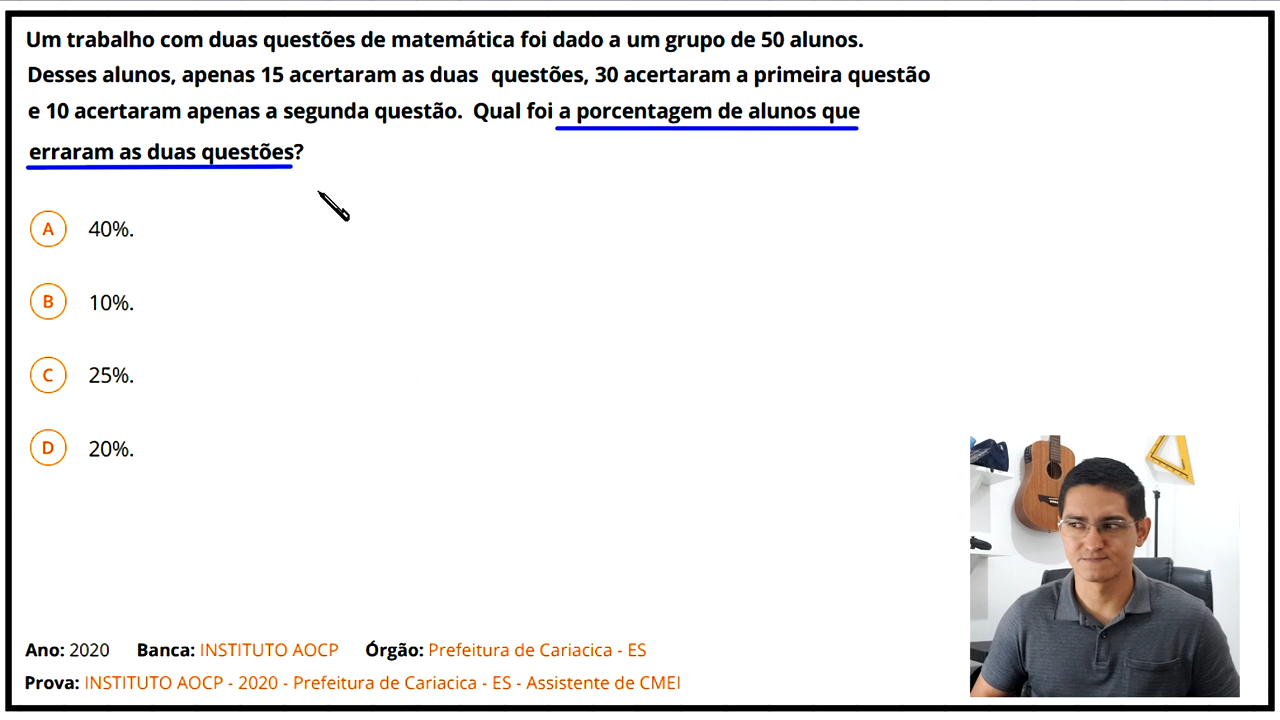 Um trabalho com duas questões de matemática foi dado a um grupo de 50 alunos.
Desses alunos, apenas 15 acertaram as duas questões, 30 acertaram a primeira questão
e 10 acertaram apenas a segunda questão. Qual foi a porcentagem de alunos que
erraram as duas questões?
A 40%.
B 10%.
C 25%.
D 20%.
Ano: 2020 Banca: INSTITUTO AOCP Órgão: Prefeitura de Cariacica - ES
Prova: INSTITUTO AOCP - 2020 - Prefeitura de Cariacica - ES - Assistente de CMEI